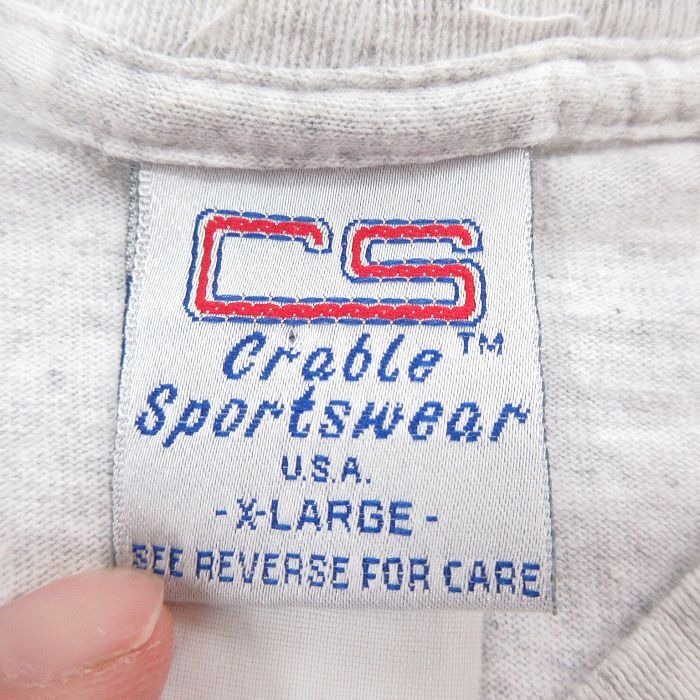 CS
Crable™
Sportswear
U.S.A.
- X-LARGE -
SEE REVERSE FOR CARE